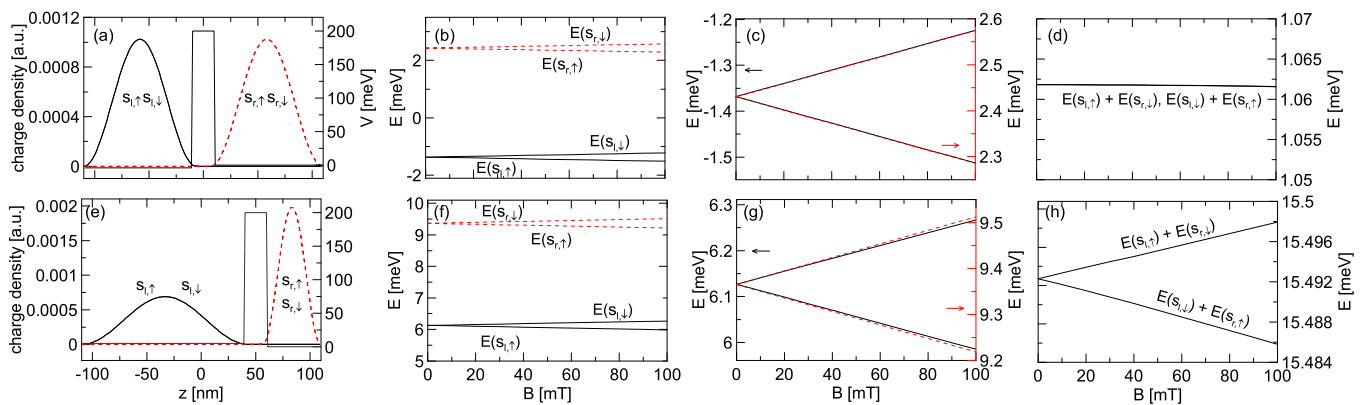 (a)
charge density [a.u.]
0.0012
0.0008
0.0004
0
s_l,↑ s_l,↓
s_r,↑ s_r,↓
200
150
100
50
0
V [meV]
(b)
E [meV]
2
0
-2
E(s_r,↓)
E(s_r,↑)
E(s_l,↓)
E(s_l,↑)
(c)
E [meV]
-1.2
-1.3
-1.4
-1.5
2.6
2.5
2.4
2.3
E [meV]
(d)
E(s_l,↑) + E(s_r,↓), E(s_l,↓) + E(s_r,↑)
1.07
1.065
1.06
1.055
1.05
E [meV]
(e)
charge density [a.u.]
0.002
0.0015
0.001
0.0005
0
s_l,↑ s_l,↓
s_r,↑
s_r,↓
200
150
100
50
0
V [meV]
-100 -50 0 50 100
z [nm]
(f)
E [meV]
10
9
8
7
6
5
E(s_r,↓)
E(s_r,↑)
E(s_l,↓)
E(s_l,↑)
0 20 40 60 80 100
B [mT]
(g)
E [meV]
6.3
6.2
6.1
6
9.5
9.4
9.3
9.2
E [meV]
0 20 40 60 80 100
B [mT]
(h)
E(s_l,↑) + E(s_r,↓)
E(s_l,↓) + E(s_r,↑)
15.5
15.496
15.492
15.488
15.484
E [meV]
0 20 40 60 80 100
B [mT]